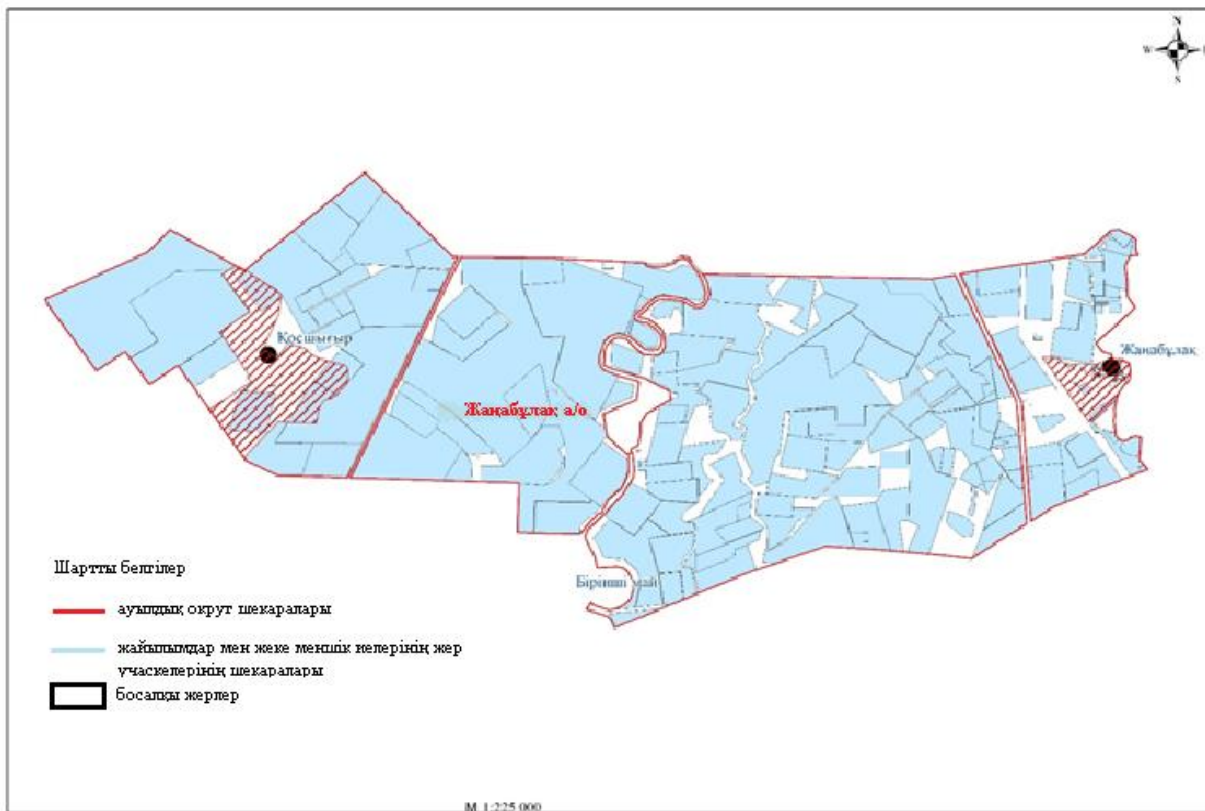 N
W
S
Қосшығыр
Жаңабұлақ
Жаңабұлақ а/о
Бірінші май
Шартты белгілер
ауылдық округ шекаралары
жайылымдар мен жеке меншік иелерінің жер
учаскелерінің шекаралары
босалқы жерлер
М 1:225 000